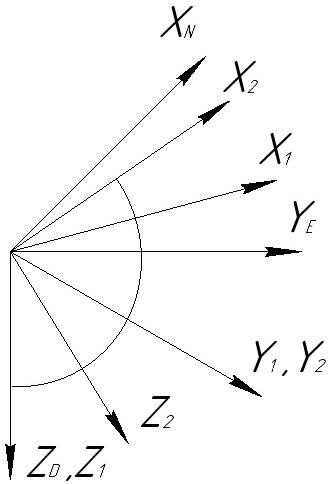 X_N
X_2
X_1
Y_E
Y_1, Y_2
Z_2
Z_D, Z_1